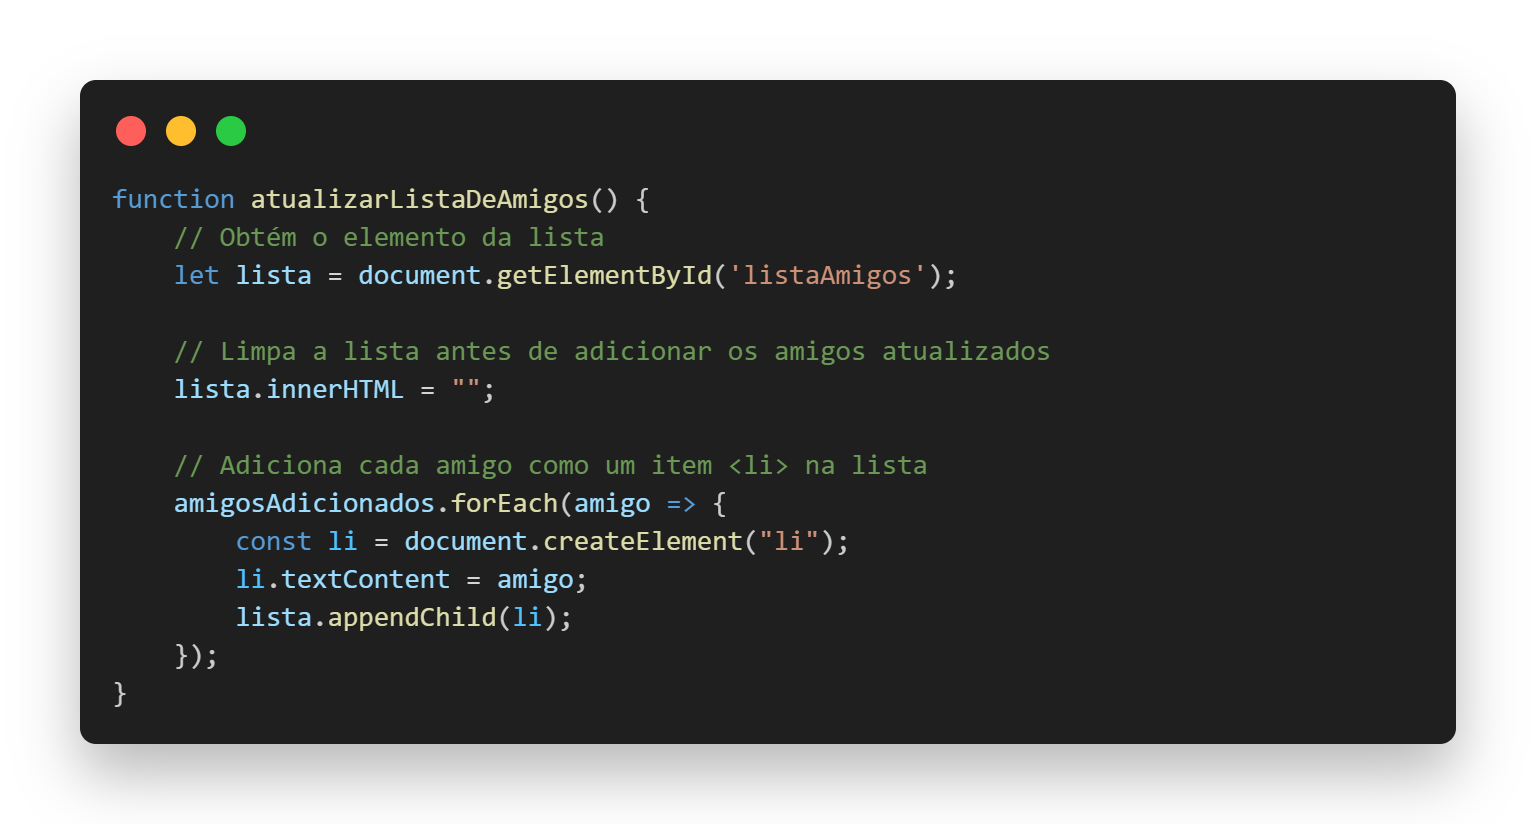 function atualizarListaDeAmigos() {
    // Obtém o elemento da lista
    let lista = document.getElementById('listaAmigos');

    // Limpa a lista antes de adicionar os amigos atualizados
    lista.innerHTML = "";

    // Adiciona cada amigo como um item <li> na lista
    amigosAdicionados.forEach(amigo => {
        const li = document.createElement("li");
        li.textContent = amigo;
        lista.appendChild(li);
    });
}